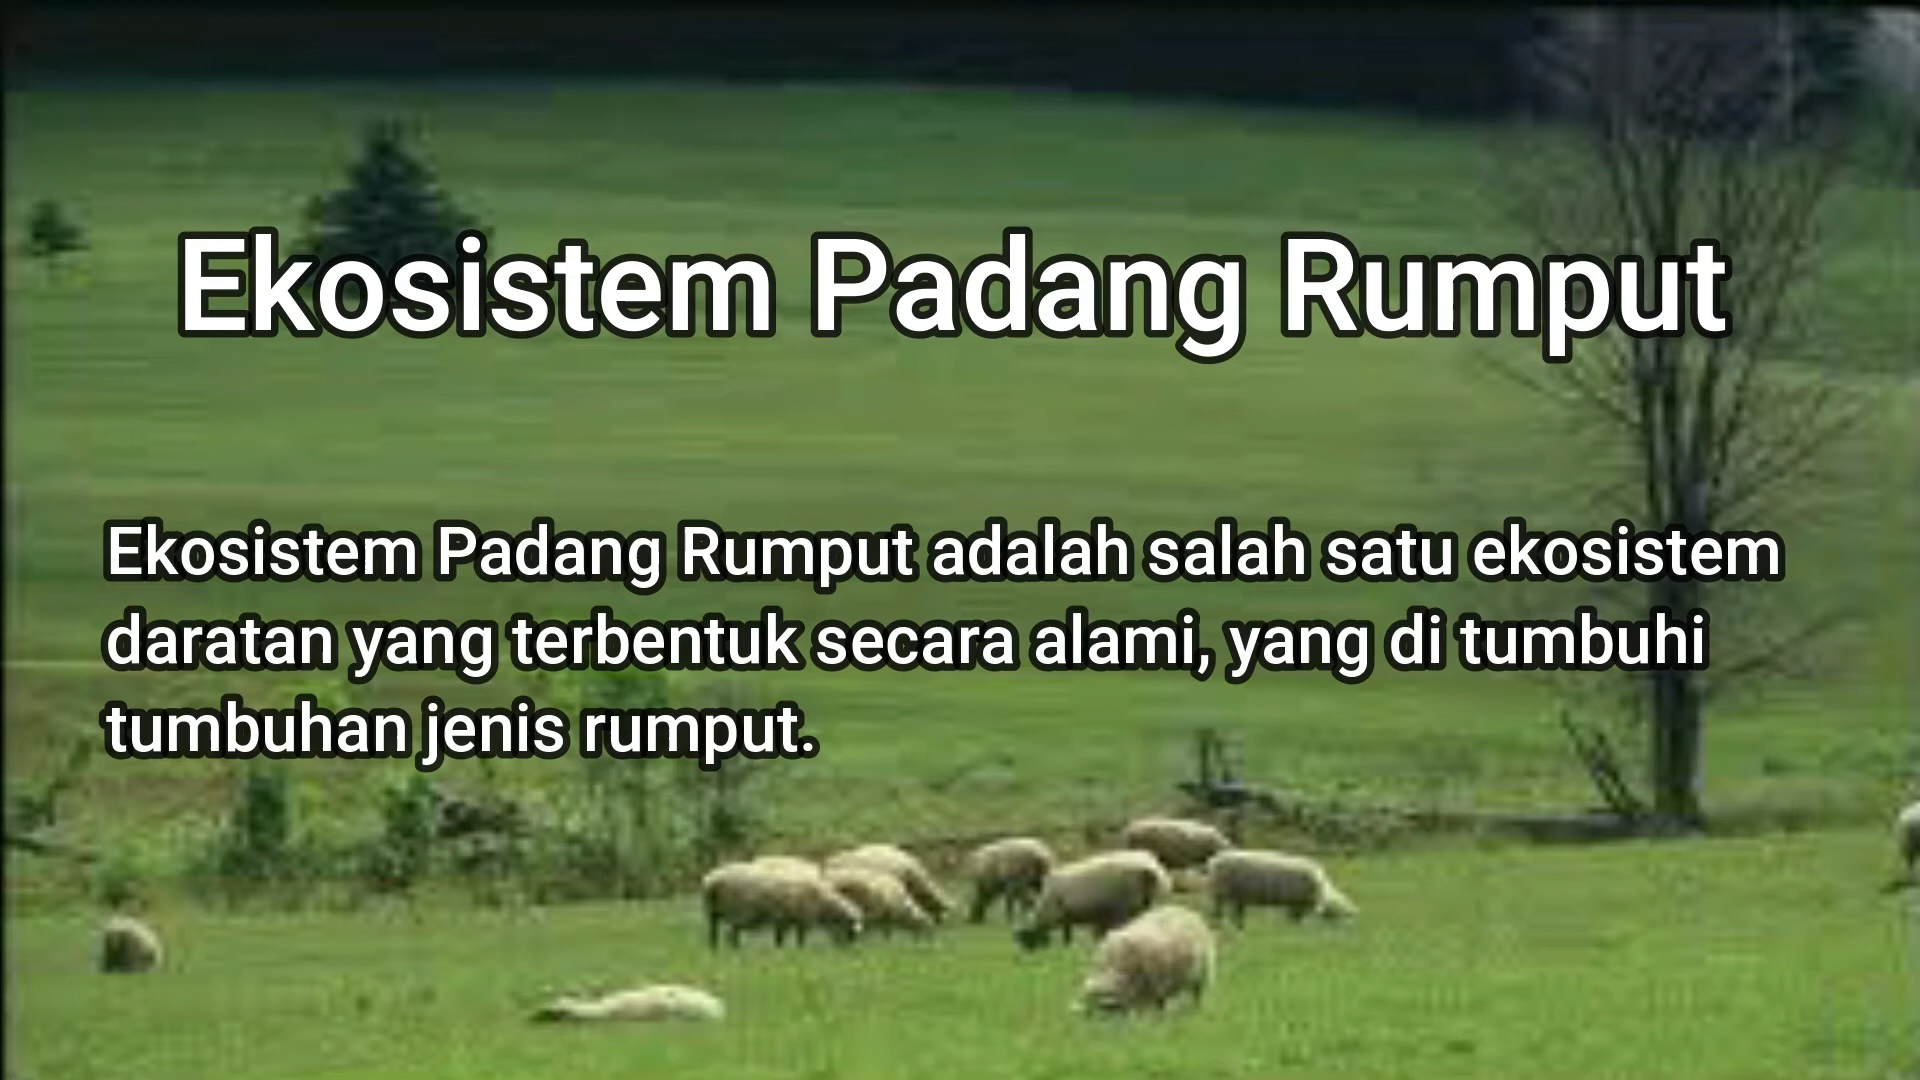 Ekosistem Padang Rumput
Ekosistem Padang Rumput adalah salah satu ekosistem
daratan yang terbentuk secara alami, yang di tumbuhi
tumbuhan jenis rumput.